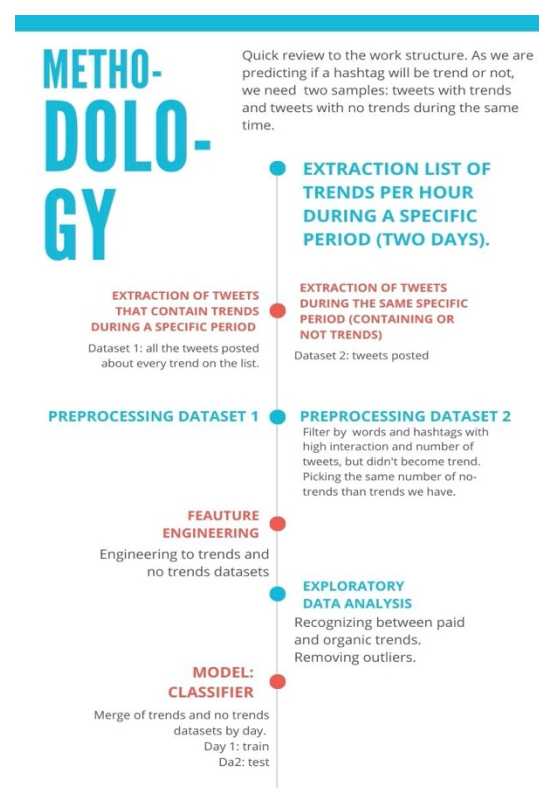 METHO-
DOLO-
GY
Quick review to the work structure. As we are
predicting if a hashtag will be trend or not,
we need two samples: tweets with trends
and tweets with no trends during the same
time.
EXTRACTION LIST OF
TRENDS PER HOUR
DURING A SPECIFIC
PERIOD (TWO DAYS).
EXTRACTION OF TWEETS
THAT CONTAIN TRENDS
DURING A SPECIFIC PERIOD
Dataset 1: all the tweets posted
about every trend on the list.
EXTRACTION OF TWEETS
DURING THE SAME SPECIFIC
PERIOD (CONTAINING OR
NOT TRENDS)
Dataset 2: tweets posted
PREPROCESSING DATASET 1
PREPROCESSING DATASET 2
Filter by words and hashtags with
high interaction and number of
tweets, but didn't become trend.
Picking the same number of no-
trends than trends we have.
FEAUTURE
ENGINEERING
Engineering to trends and
no trends datasets
EXPLORATORY
DATA ANALYSIS
Recognizing between paid
and organic trends.
Removing outliers.
MODEL:
CLASSIFIER
Merge of trends and no trends
datasets by day.
Day 1: train
Da2: test